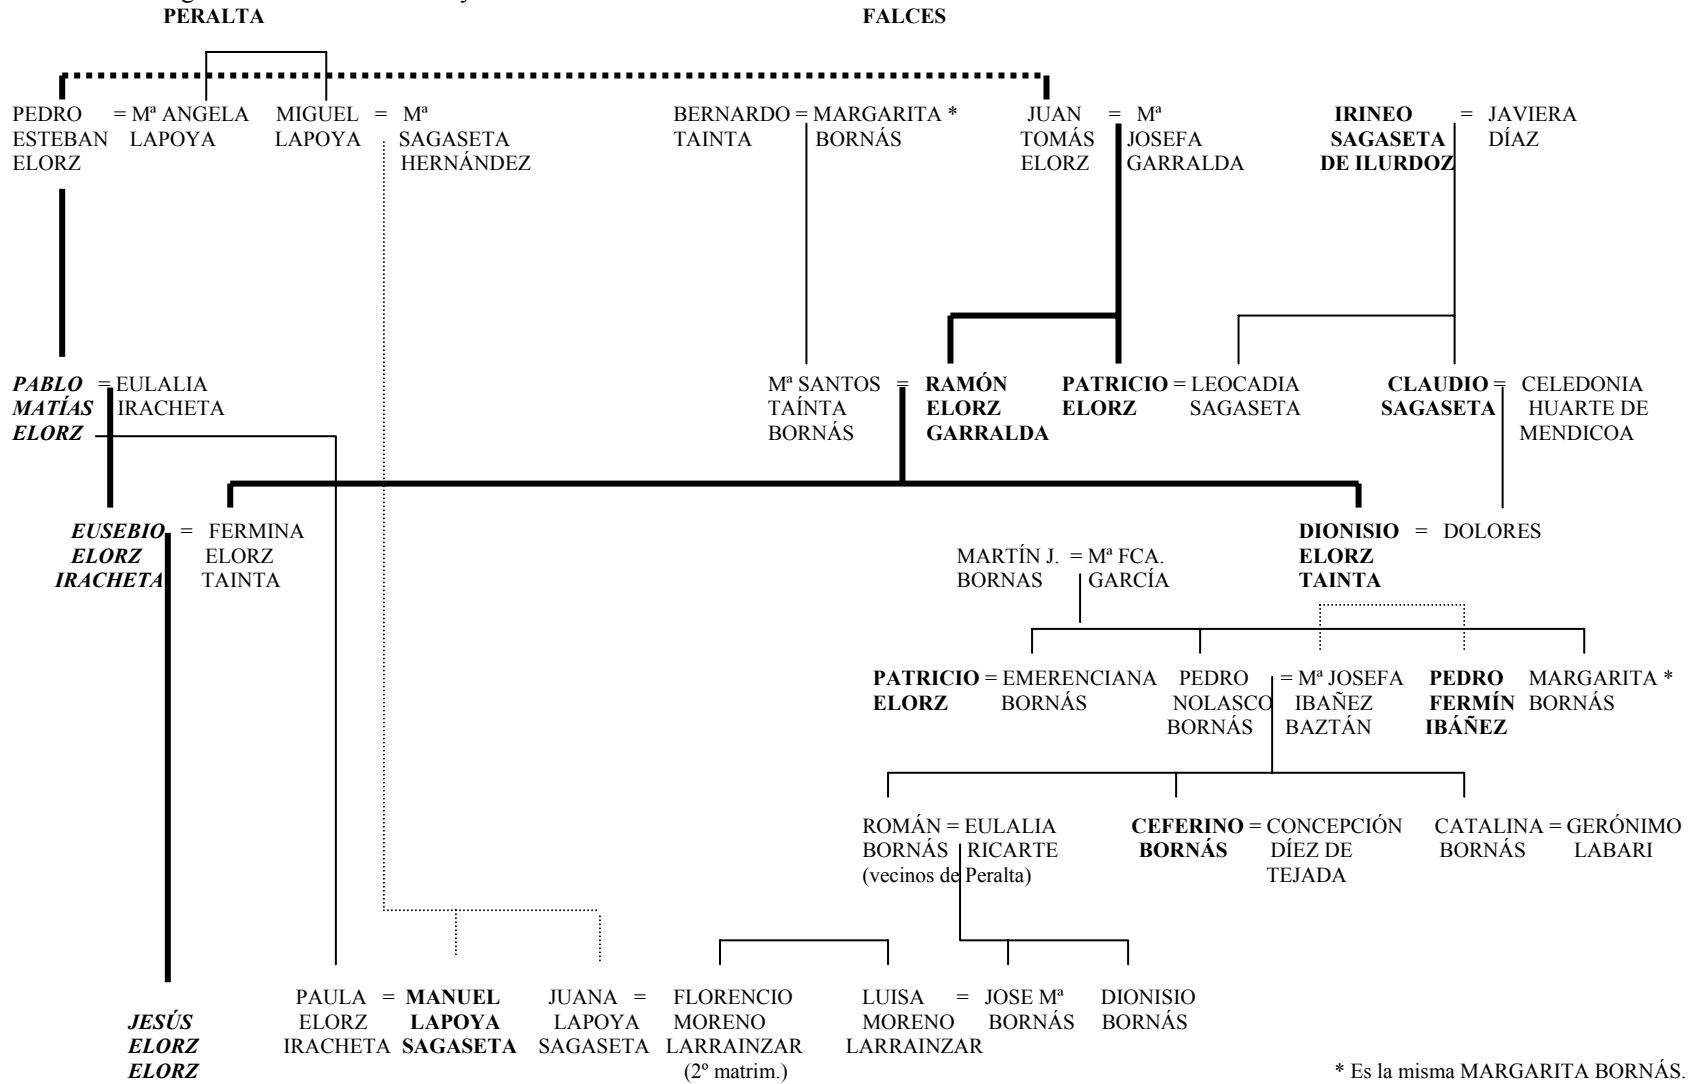 PERALTA FALCES
PEDRO = Mª ANGELA MIGUEL = Mª BERNARDO = MARGARITA * JUAN = Mª IRINEO = JAVIERA
ESTEBAN LAPOYA LAPOYA SAGASETA TAINTA BORNÁS TOMÁS JOSEFA SAGASETA DÍAZ
ELORZ HERNÁNDEZ ELORZ GARRALDA DE ILURDOZ
PABLO = EULALIA Mª SANTOS = RAMÓN PATRICIO = LEOCADIA CLAUDIO = CELEDONIA
MATÍAS IRACHETA TAÍNTA ELORZ ELORZ SAGASETA SAGASETA HUARTE DE
ELORZ BORNÁS GARRALDA MENDICOA
EUSEBIO = FERMINA DIONISIO = DOLORES
ELORZ ELORZ MARTÍN J. = Mª FCA. ELORZ
IRACHETA TAINTA BORNAS GARCÍA TAINTA
PATRICIO = EMERENCIANA PEDRO = Mª JOSEFA PEDRO MARGARITA *
ELORZ BORNÁS NOLASCO IBAÑEZ FERMÍN BORNÁS
BORNÁS BAZTÁN IBÁÑEZ
ROMÁN = EULALIA CEFERINO = CONCEPCIÓN CATALINA = GERÓNIMO
BORNÁS RICARTE BORNÁS DÍEZ DE BORNÁS LABARI
(vecinos de Peralta) TEJADA
PAULA = MANUEL JUANA = FLORENCIO LUISA = JOSE Mª DIONISIO
JESÚS ELORZ LAPOYA LAPOYA MORENO MORENO BORNÁS BORNÁS
ELORZ IRACHETA SAGASETA SAGASETA LARRAINZAR LARRAINZAR
ELORZ (2º matrim.) * Es la misma MARGARITA BORNÁS.